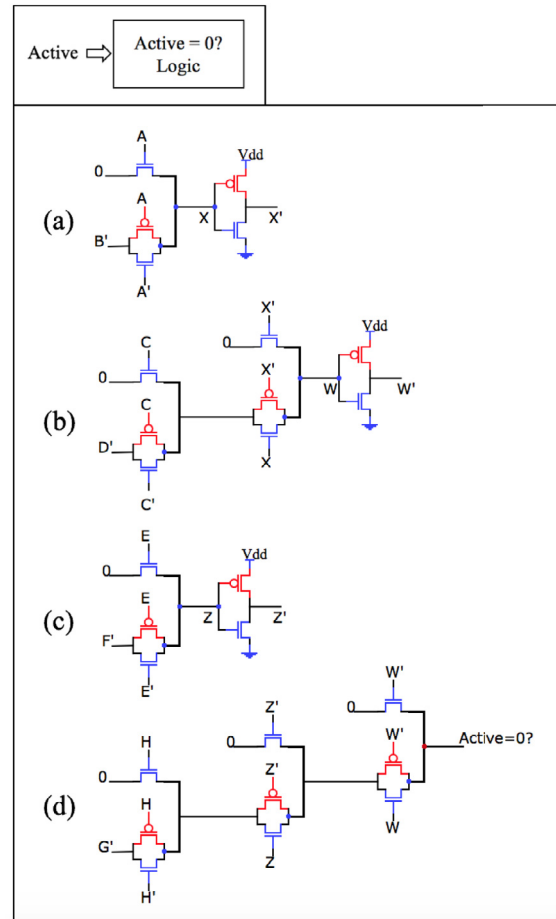 Active
Active = 0?
Logic
(a)
A
0
A
B'
A'
X
Vdd
X'
(b)
C
0
C
D'
C'
X'
0
X'
X
W
Vdd
W'
(c)
E
0
E
F'
E'
Z
Vdd
Z'
(d)
H
0
H
G'
H'
Z'
0
Z'
Z
W'
0
W'
W
Active=0?